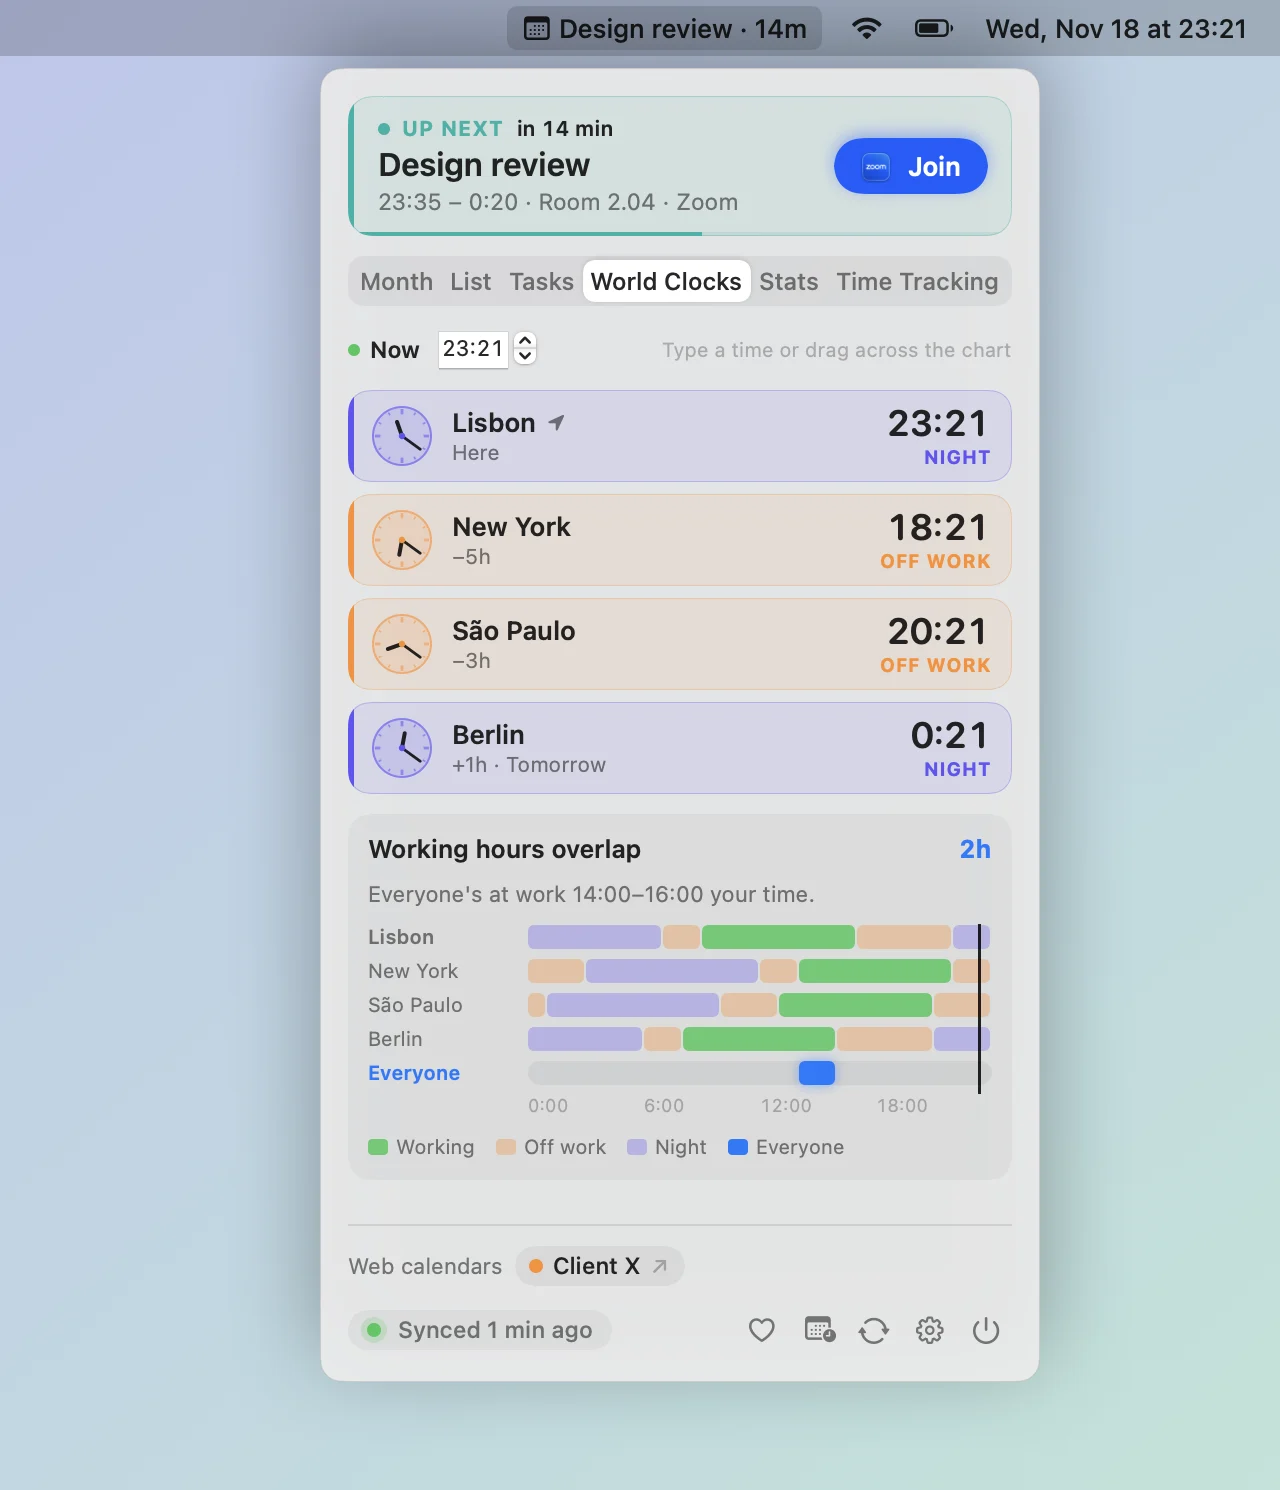 Design review · 14m
Wed, Nov 18 at 23:21
UP NEXT in 14 min
Design review
23:35 – 0:20 · Room 2.04 · Zoom
zoom
Join
Month
List
Tasks
World Clocks
Stats
Time Tracking
Now
23:21
Type a time or drag across the chart
Lisbon
Here
23:21
NIGHT
New York
−5h
18:21
OFF WORK
São Paulo
−3h
20:21
OFF WORK
Berlin
+1h · Tomorrow
0:21
NIGHT
Working hours overlap
2h
Everyone's at work 14:00–16:00 your time.
Lisbon
New York
São Paulo
Berlin
Everyone
0:00
6:00
12:00
18:00
Working
Off work
Night
Everyone
Web calendars
Client X
Synced 1 min ago